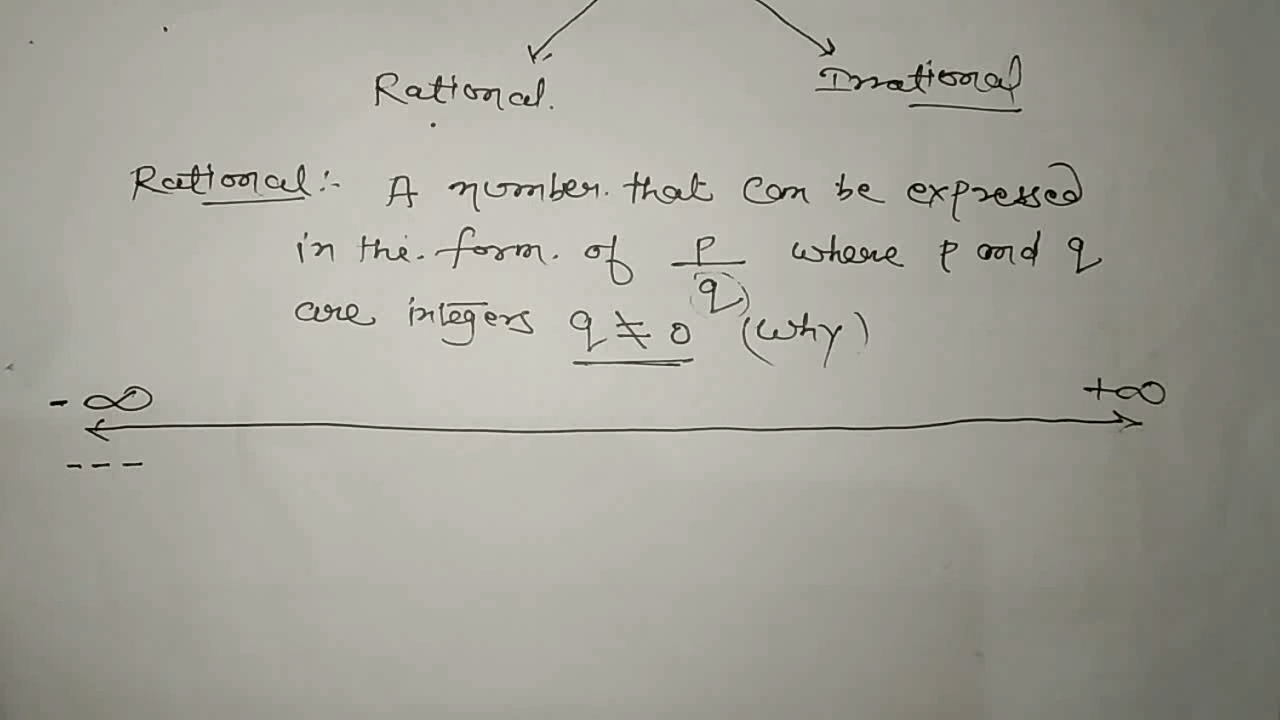 Rational.
Irrational
Rational:- A number. that can be expressed
in the. form. of p/q where p and q
are integers q ≠ 0 (why)
- ∞ +∞
---